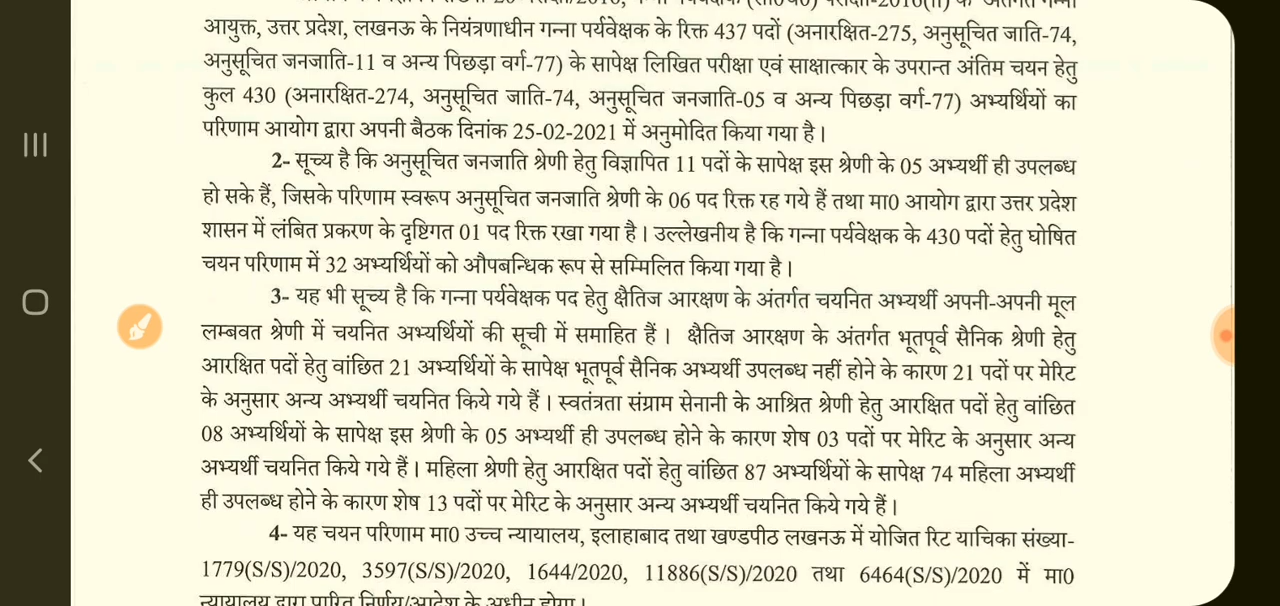 आयुक्त, उत्तर प्रदेश, लखनऊ के नियंत्रणाधीन गन्ना पर्यवेक्षक के रिक्त 437 पदों (अनारक्षित-275, अनुसूचित जाति-74,
अनुसूचित जनजाति-11 व अन्य पिछड़ा वर्ग-77) के सापेक्ष लिखित परीक्षा एवं साक्षात्कार के उपरान्त अंतिम चयन हेतु
कुल 430 (अनारक्षित-274, अनुसूचित जाति-74, अनुसूचित जनजाति-05 व अन्य पिछड़ा वर्ग-77) अभ्यर्थियों का
परिणाम आयोग द्वारा अपनी बैठक दिनांक 25-02-2021 में अनुमोदित किया गया है।
2- सूच्य है कि अनुसूचित जनजाति श्रेणी हेतु विज्ञापित 11 पदों के सापेक्ष इस श्रेणी के 05 अभ्यर्थी ही उपलब्ध
हो सके हैं, जिसके परिणाम स्वरूप अनुसूचित जनजाति श्रेणी के 06 पद रिक्त रह गये हैं तथा मा0 आयोग द्वारा उत्तर प्रदेश
शासन में लंबित प्रकरण के दृष्टिगत 01 पद रिक्त रखा गया है। उल्लेखनीय है कि गन्ना पर्यवेक्षक के 430 पदों हेतु घोषित
चयन परिणाम में 32 अभ्यर्थियों को औपबन्धिक रूप से सम्मिलित किया गया है।
3- यह भी सूच्य है कि गन्ना पर्यवेक्षक पद हेतु क्षैतिज आरक्षण के अंतर्गत चयनित अभ्यर्थी अपनी-अपनी मूल
लम्बवत श्रेणी में चयनित अभ्यर्थियों की सूची में समाहित हैं। क्षैतिज आरक्षण के अंतर्गत भूतपूर्व सैनिक श्रेणी हेतु
आरक्षित पदों हेतु वांछित 21 अभ्यर्थियों के सापेक्ष भूतपूर्व सैनिक अभ्यर्थी उपलब्ध नहीं होने के कारण 21 पदों पर मेरिट
के अनुसार अन्य अभ्यर्थी चयनित किये गये हैं। स्वतंत्रता संग्राम सेनानी के आश्रित श्रेणी हेतु आरक्षित पदों हेतु वांछित
08 अभ्यर्थियों के सापेक्ष इस श्रेणी के 05 अभ्यर्थी ही उपलब्ध होने के कारण शेष 03 पदों पर मेरिट के अनुसार अन्य
अभ्यर्थी चयनित किये गये हैं। महिला श्रेणी हेतु आरक्षित पदों हेतु वांछित 87 अभ्यर्थियों के सापेक्ष 74 महिला अभ्यर्थी
ही उपलब्ध होने के कारण शेष 13 पदों पर मेरिट के अनुसार अन्य अभ्यर्थी चयनित किये गये हैं।
4- यह चयन परिणाम मा0 उच्च न्यायालय, इलाहाबाद तथा खण्डपीठ लखनऊ में योजित रिट याचिका संख्या-
1779(S/S)/2020, 3597(S/S)/2020, 1644/2020, 11886(S/S)/2020 तथा 6464(S/S)/2020 में मा0
न्यायालय द्वारा पारित निर्णय/आदेश के अधीन होगा।